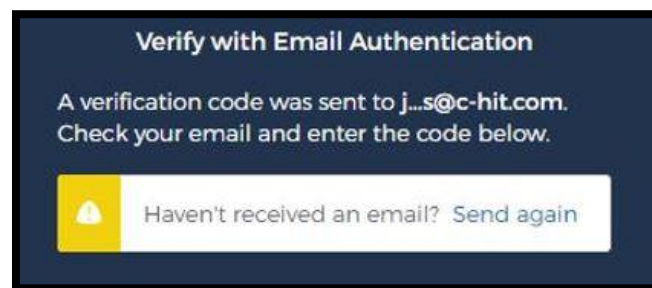 Verify with Email Authentication
A verification code was sent to j...s@c-hit.com.
Check your email and enter the code below.
Haven't received an email? Send again